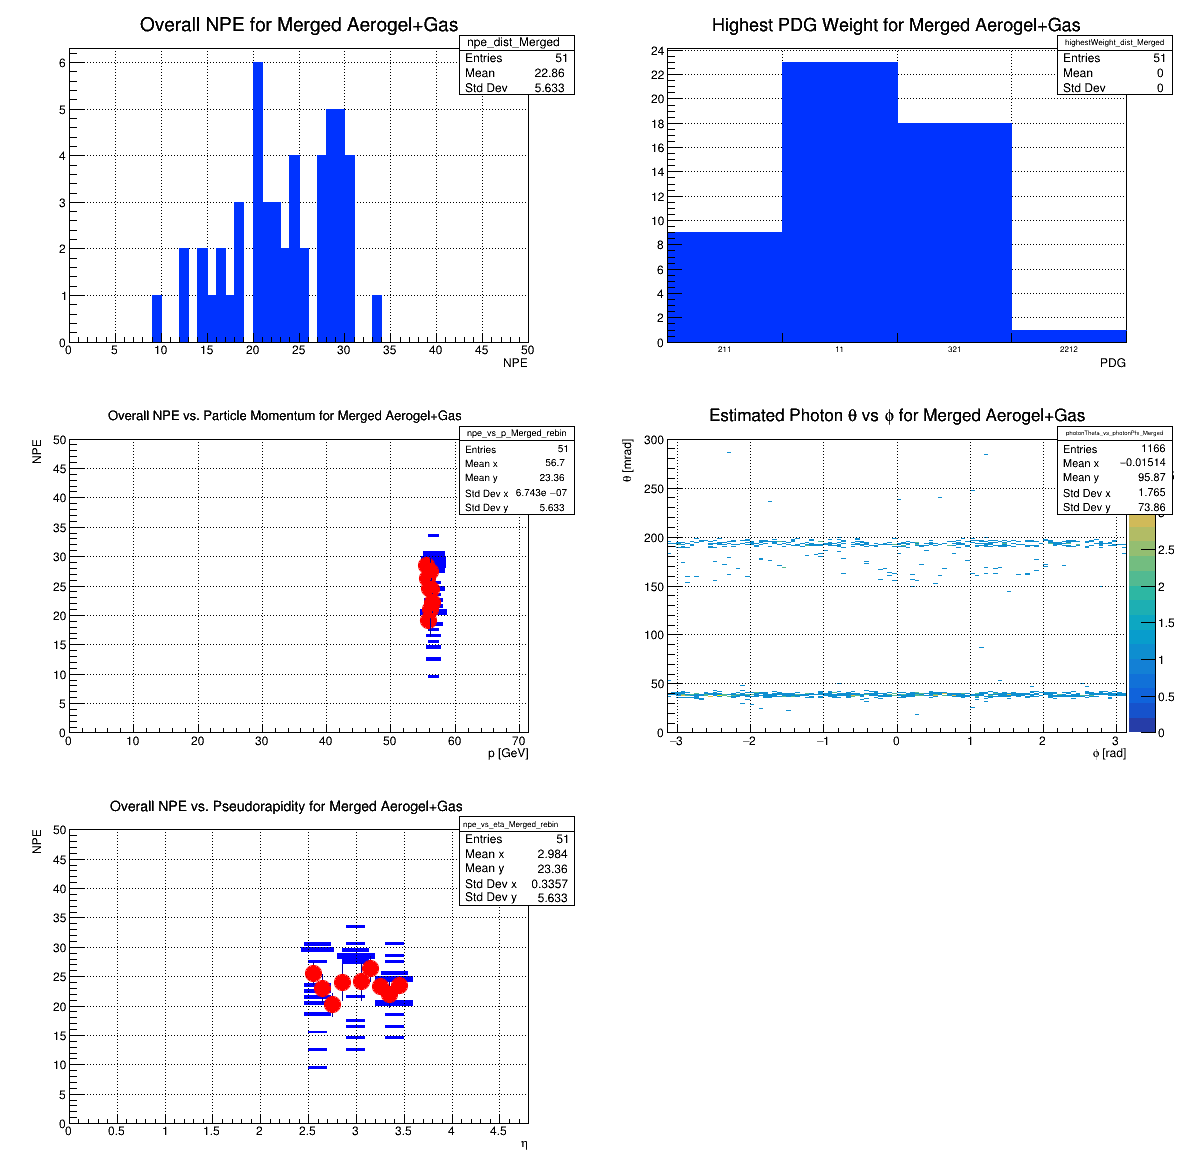 Overall NPE for Merged Aerogel+Gas
npe_dist_Merged
Entries 51
Mean 22.86
Std Dev 5.633
6
5
4
3
2
1
0
0 5 10 15 20 25 30 35 40 45 50
NPE
Highest PDG Weight for Merged Aerogel+Gas
highestWeight_dist_Merged
Entries 51
Mean 0
Std Dev 0
24
22
20
18
16
14
12
10
8
6
4
2
0
211 11 321 2212
PDG
Overall NPE vs. Particle Momentum for Merged Aerogel+Gas
npe_vs_p_Merged_rebin
Entries 51
Mean x 56.7
Mean y 23.36
Std Dev x 6.743e −07
Std Dev y 5.633
NPE
50
45
40
35
30
25
20
15
10
5
0
0 10 20 30 40 50 60 70
p [GeV]
Estimated Photon θ vs ϕ for Merged Aerogel+Gas
photonTheta_vs_photonPhi_Merged
Entries 1166
Mean x −0.01514
Mean y 95.87
Std Dev x 1.765
Std Dev y 73.86
θ [mrad]
300
250
200
150
100
50
0
−3 −2 −1 0 1 2 3
ϕ [rad]
2.5
2
1.5
1
0.5
0
Overall NPE vs. Pseudorapidity for Merged Aerogel+Gas
npe_vs_eta_Merged_rebin
Entries 51
Mean x 2.984
Mean y 23.36
Std Dev x 0.3357
Std Dev y 5.633
NPE
50
45
40
35
30
25
20
15
10
5
0
0 0.5 1 1.5 2 2.5 3 3.5 4 4.5
η